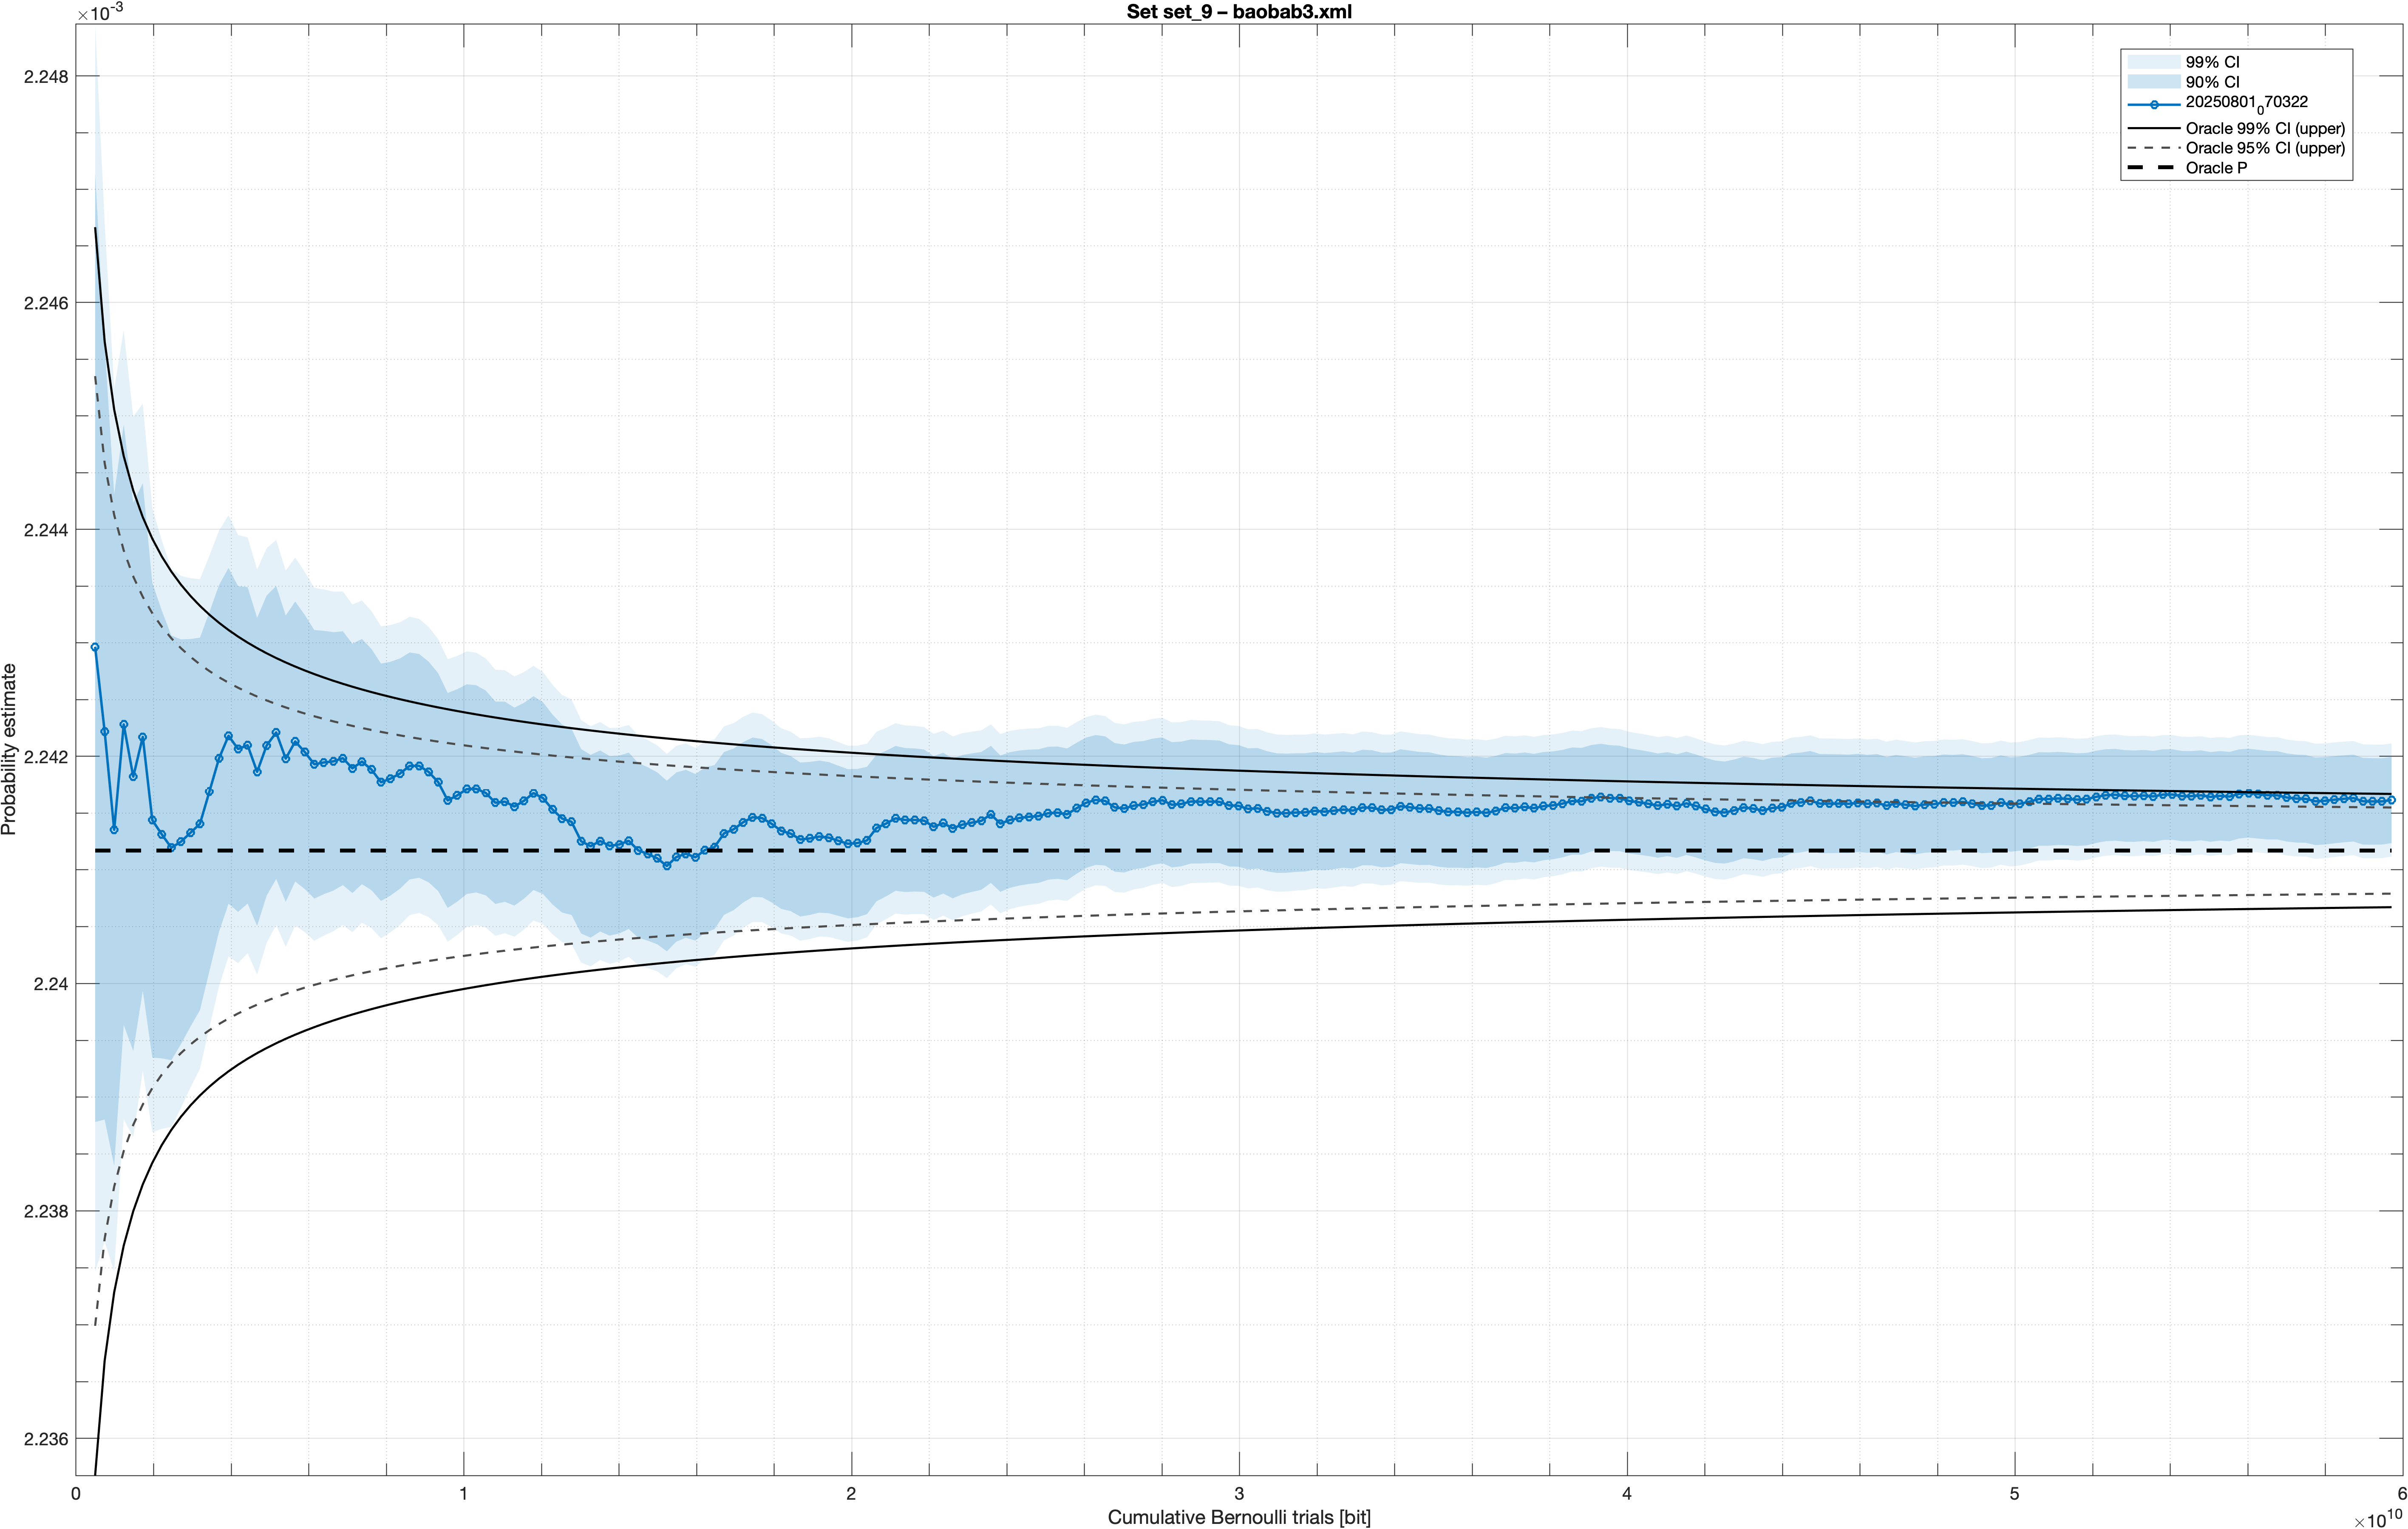 Set set_9 – baobab3.xml
×10⁻³
2.248
2.246
2.244
2.242
2.24
2.238
2.236
Probability estimate
99% CI
90% CI
20250801₀70322
Oracle 99% CI (upper)
Oracle 95% CI (upper)
Oracle P
0 1 2 3 4 5 6
Cumulative Bernoulli trials [bit]
×10¹⁰